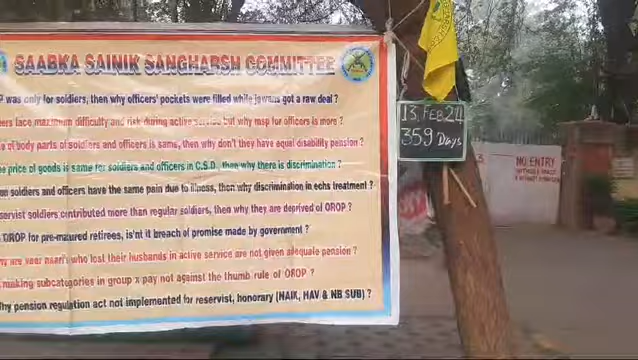 SAABKA SAINIK SANGHARSH COMMITTEE
was only for soldiers, then why officers' pockets were filled while jawans got a raw deal ?
face maximum difficulty and risk during active service but why msp for officers is more ?
of body parts of soldiers and officers is same, then why don't they have equal disability pension ?
price of goods is same for soldiers and officers in C.S.D., then why there is discrimination ?
soldiers and officers have the same pain due to illness, then why discrimination in echs treatment ?
soldiers contributed more than regular soldiers, then why they are deprived of OROP ?
OROP for pre-matured retirees, is'nt it breach of promise made by government ?
are veer naari's who lost their husbands in active service are not given adequate pension ?
making subcategories in group x pay not against the thumb rule of OROP ?
pension regulation act not implemented for reservist, honorary (NAIK, HAV & NB SUB) ?
13, FEB 24
359 Days
NO ENTRY